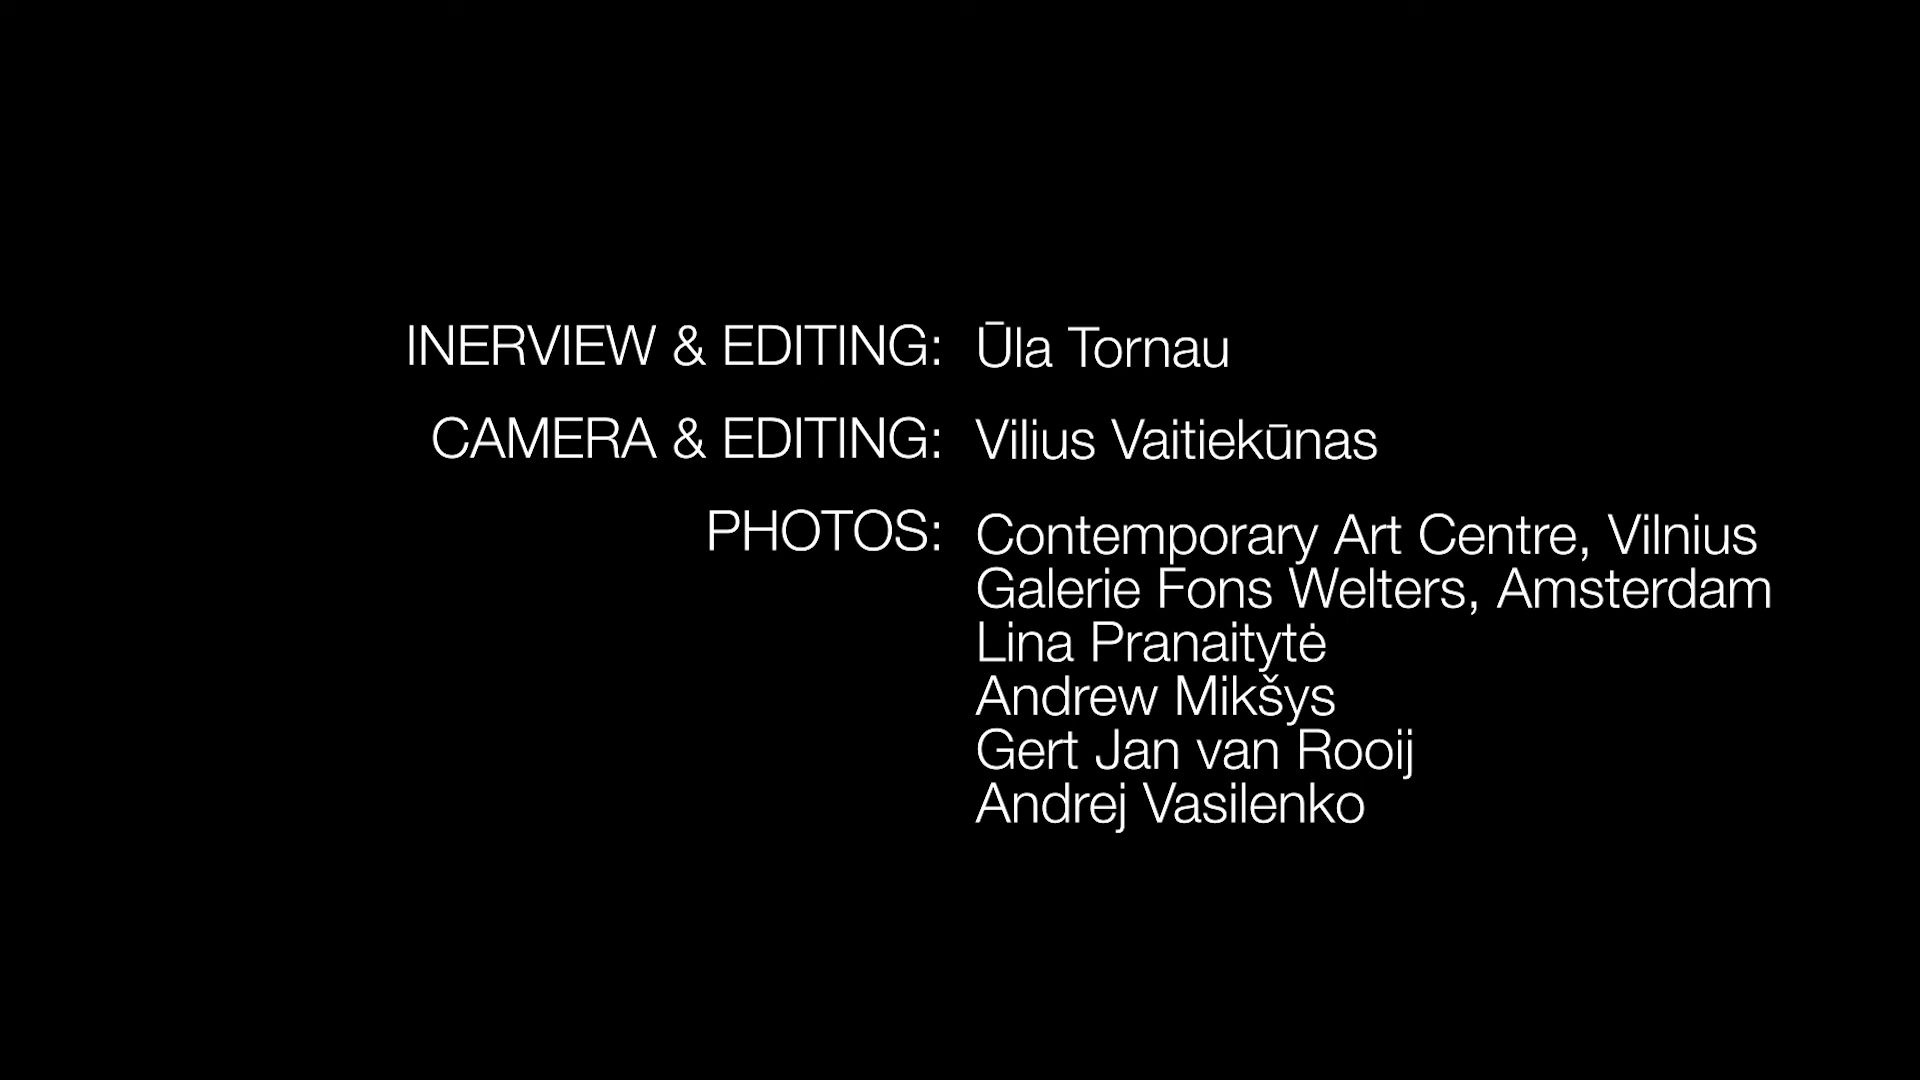 INERVIEW & EDITING: Ūla Tornau
CAMERA & EDITING: Vilius Vaitiekūnas
PHOTOS: Contemporary Art Centre, Vilnius
Galerie Fons Welters, Amsterdam
Lina Pranaitytė
Andrew Mikšys
Gert Jan van Rooij
Andrej Vasilenko